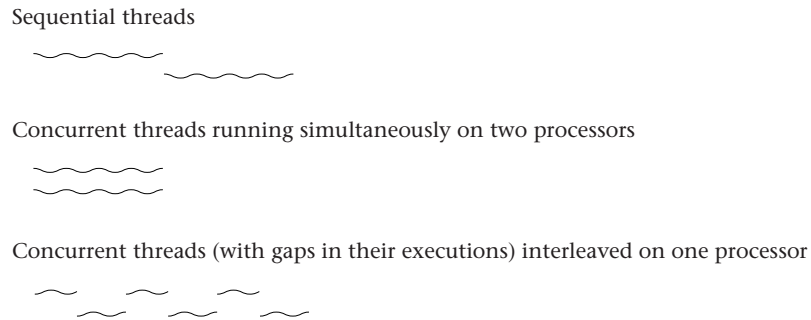 Sequential threads
Concurrent threads running simultaneously on two processors
Concurrent threads (with gaps in their executions) interleaved on one processor